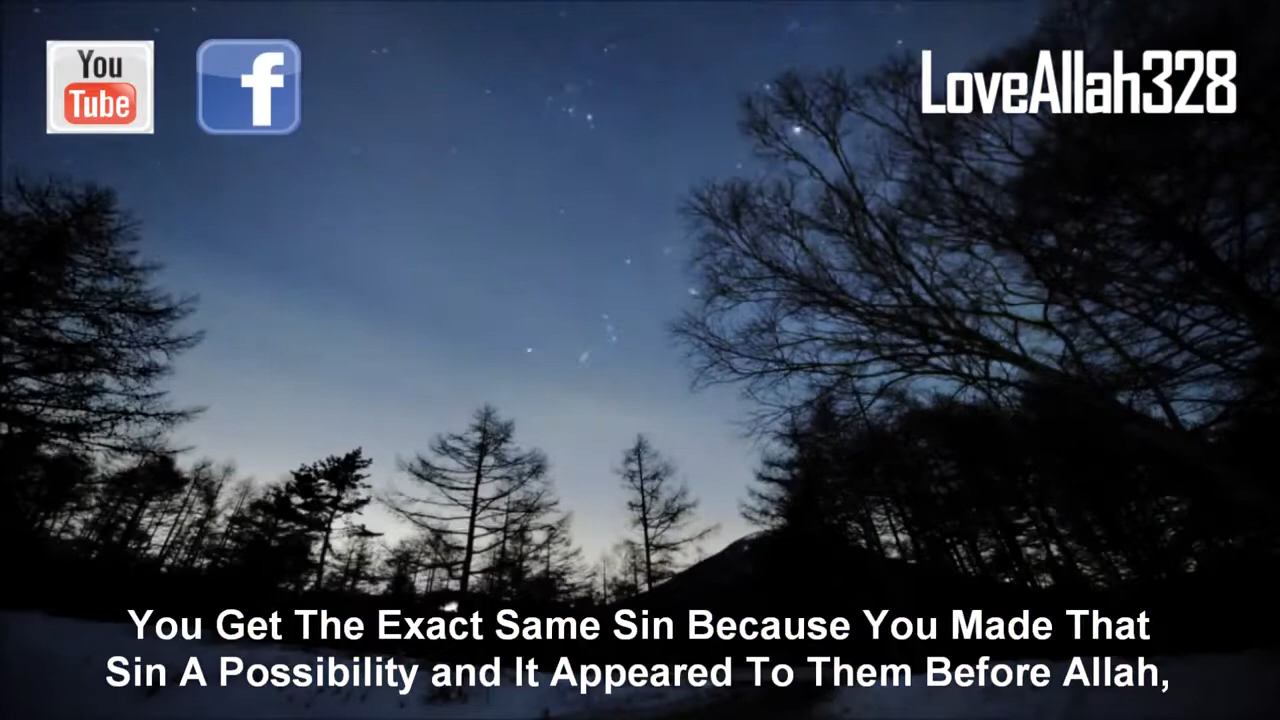 You
Tube
f
LoveAllah328
You Get The Exact Same Sin Because You Made That
Sin A Possibility and It Appeared To Them Before Allah,